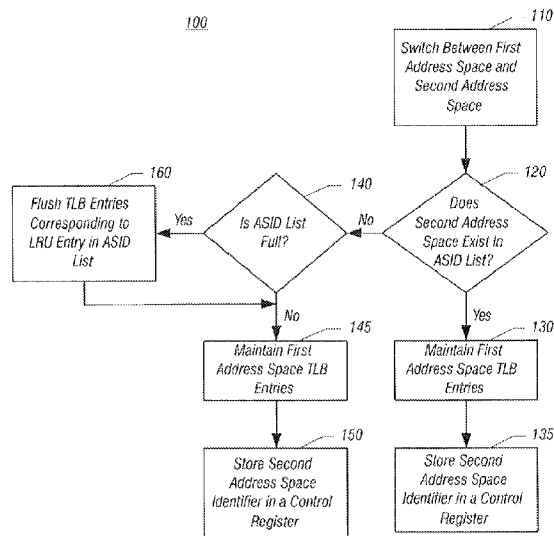 100
110
Switch Between First
Address Space and
Second Address
Space
120
Does
Second Address
Space Exist In
ASID List?
No
140
Is ASID List
Full?
Yes
160
Flush TLB Entries
Corresponding to
LRU Entry in ASID
List
No
Yes
145
Maintain First
Address Space TLB
Entries
130
Maintain First
Address Space TLB
Entries
150
Store Second
Address Space
Identifier in a Control
Register
135
Store Second
Address Space
Identifier in a Control
Register